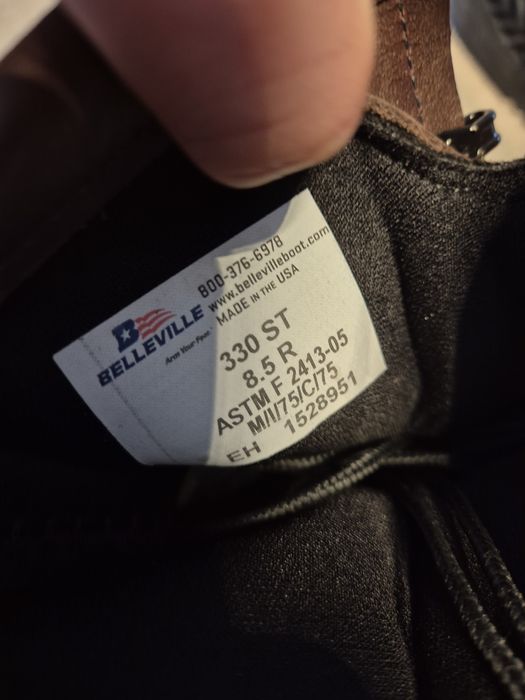 800-376-6978
www.bellevilleboot.com
MADE IN THE USA
B
BELLEVILLE
Arm Your Feet
330 ST
8.5 R
ASTM F 2413-05
M/I/75/C/75
EH 1528951